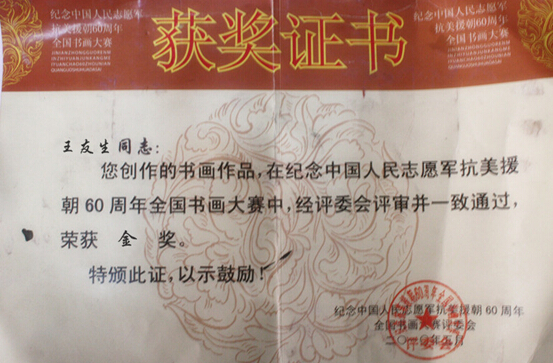 纪念中国人民志愿军
抗美援朝60周年
全国书画大赛
获奖证书
纪念中国人民志愿军
抗美援朝60周年
全国书画大赛
王友生同志:
您创作的书画作品,在纪念中国人民志愿军抗美援
朝60周年全国书画大赛中,经评委会评审并一致通过,
荣获 金 奖。
特颁此证,以示鼓励!
纪念中国人民志愿军抗美援朝60周年
全国书画大赛评委会
评委会